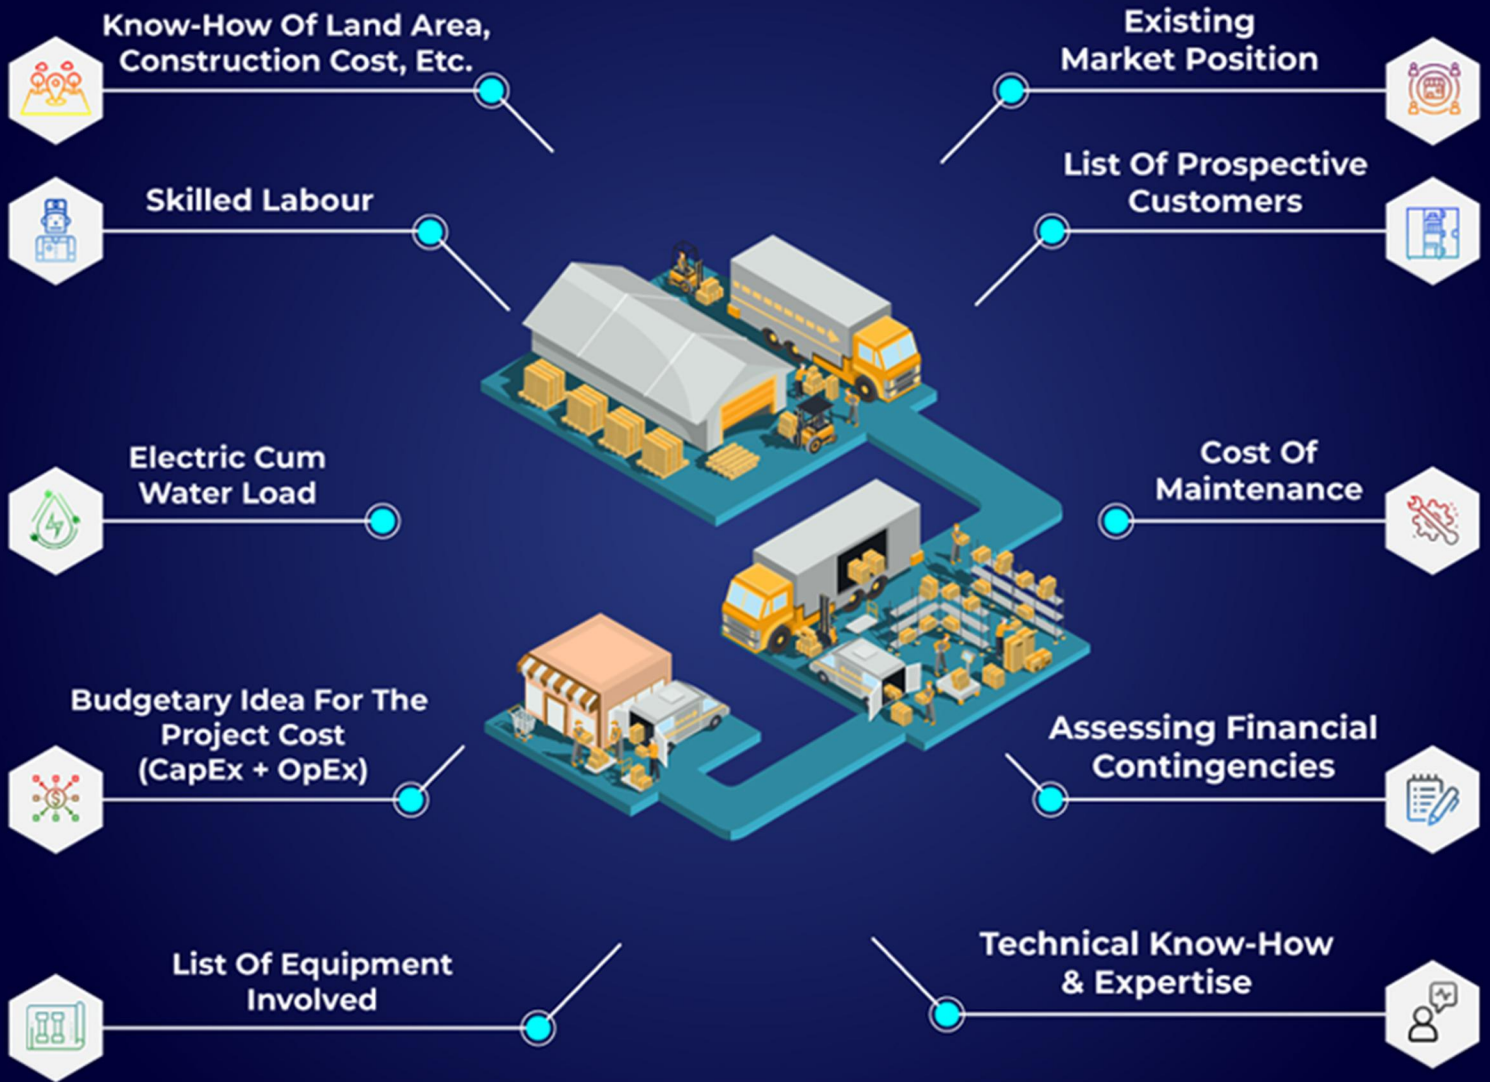 Know-How Of Land Area,
Construction Cost, Etc.
Skilled Labour
Electric Cum
Water Load
Budgetary Idea For The
Project Cost
(CapEx + OpEx)
List Of Equipment
Involved
Existing
Market Position
List Of Prospective
Customers
Cost Of
Maintenance
Assessing Financial
Contingencies
Technical Know-How
& Expertise